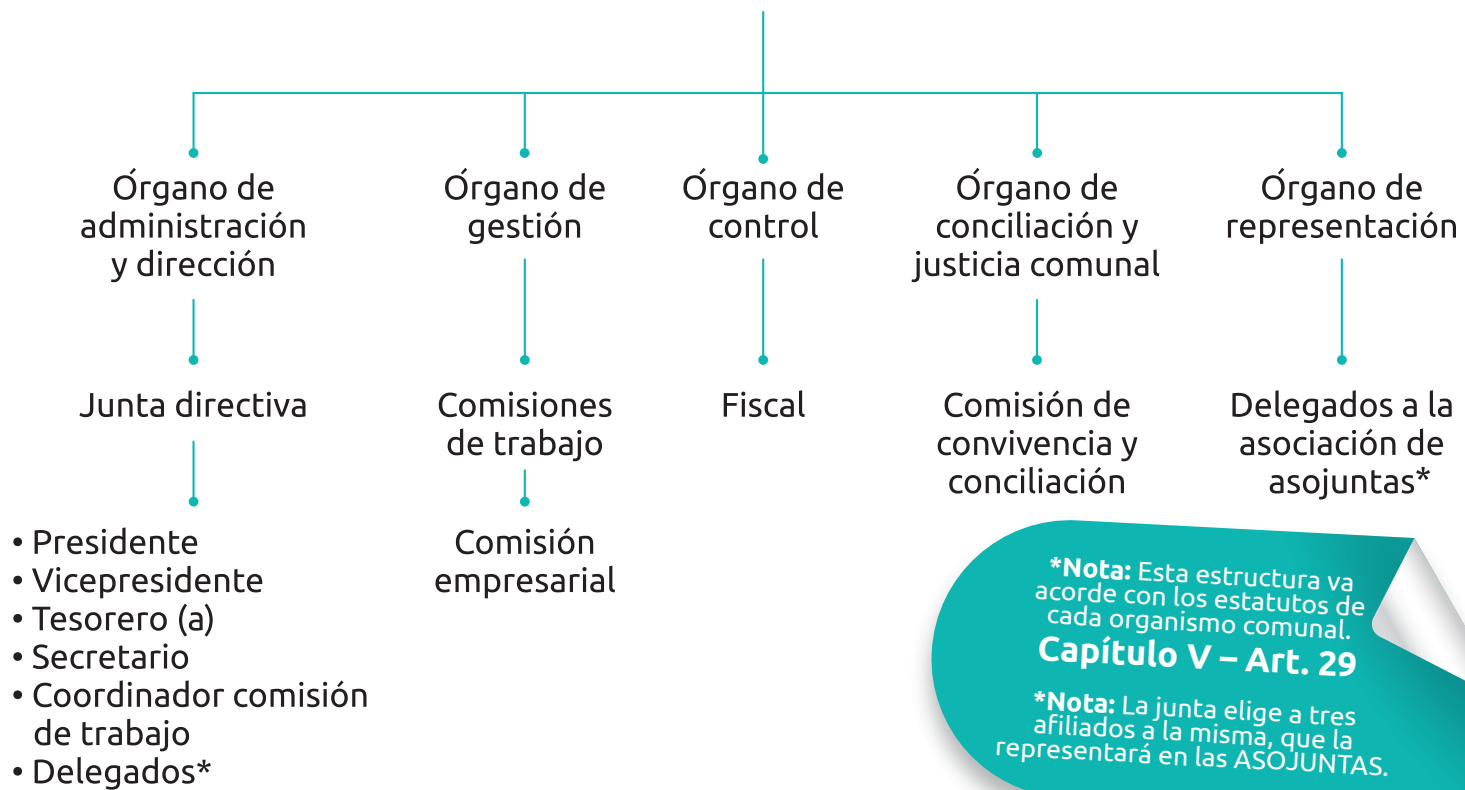 Órgano de
administración
y dirección
Órgano de
gestión
Órgano de
control
Órgano de
conciliación y
justicia comunal
Órgano de
representación
Junta directiva
Comisiones
de trabajo
Fiscal
Comisión de
convivencia y
conciliación
Delegados a la
asociación de
asojuntas*
• Presidente
• Vicepresidente
• Tesorero (a)
• Secretario
• Coordinador comisión
de trabajo
• Delegados*
Comisión
empresarial
*Nota: Esta estructura va
acorde con los estatutos de
cada organismo comunal.
Capítulo V – Art. 29
*Nota: La junta elige a tres
afiliados a la misma, que la
representará en las ASOJUNTAS.